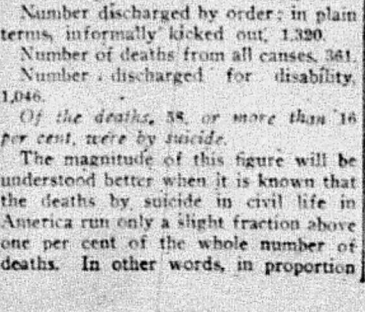 Number discharged by order; in plain
terms, informally kicked out, 1,320.
Number of deaths from all causes, 361.
Number discharged for disability,
1,046.
Of the deaths, 58, or more than 16
per cent, were by suicide.
The magnitude of this figure will be
understood better when it is known that
the deaths by suicide in civil life in
America run only a slight fraction above
one per cent of the whole number of
deaths. In other words, in proportion